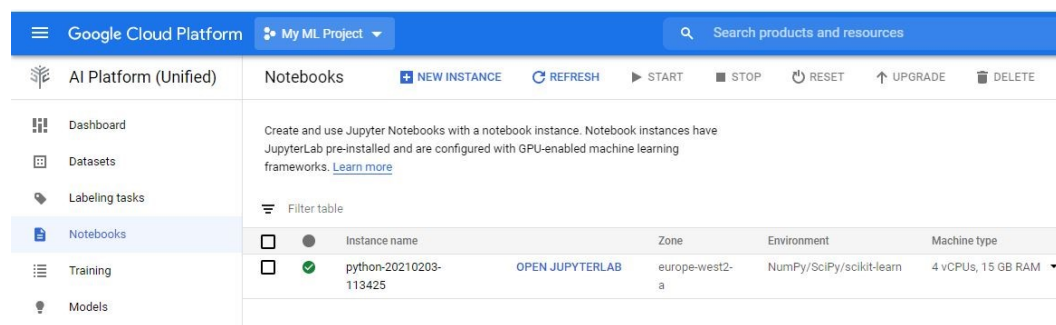 Google Cloud Platform My ML Project Search products and resources
AI Platform (Unified) Notebooks NEW INSTANCE REFRESH START STOP RESET UPGRADE DELETE
Dashboard
Datasets
Labeling tasks
Notebooks
Training
Models
Create and use Jupyter Notebooks with a notebook instance. Notebook instances have
JupyterLab pre-installed and are configured with GPU-enabled machine learning
frameworks. Learn more
Filter table
Instance name Zone Environment Machine type
python-20210203- OPEN JUPYTERLAB europe-west2- NumPy/SciPy/scikit-learn 4 vCPUs, 15 GB RAM
113425 a